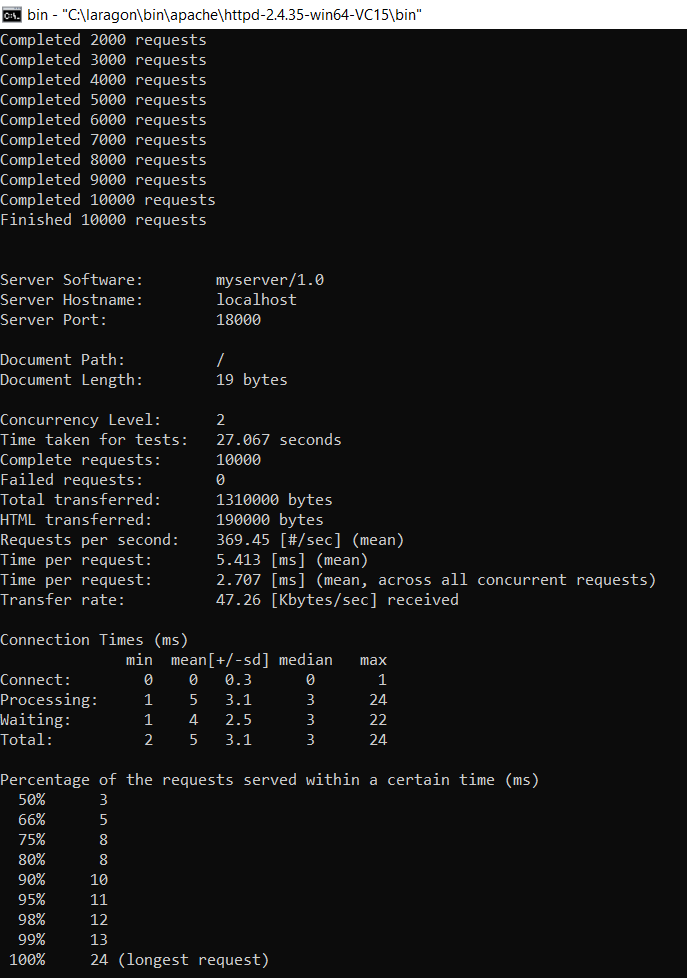 bin - "C:\laragon\bin\apache\httpd-2.4.35-win64-VC15\bin"
Completed 2000 requests
Completed 3000 requests
Completed 4000 requests
Completed 5000 requests
Completed 6000 requests
Completed 7000 requests
Completed 8000 requests
Completed 9000 requests
Completed 10000 requests
Finished 10000 requests
Server Software: myserver/1.0
Server Hostname: localhost
Server Port: 18000
Document Path: /
Document Length: 19 bytes
Concurrency Level: 2
Time taken for tests: 27.067 seconds
Complete requests: 10000
Failed requests: 0
Total transferred: 1310000 bytes
HTML transferred: 190000 bytes
Requests per second: 369.45 [#/sec] (mean)
Time per request: 5.413 [ms] (mean)
Time per request: 2.707 [ms] (mean, across all concurrent requests)
Transfer rate: 47.26 [Kbytes/sec] received
Connection Times (ms)
min mean[+/-sd] median max
Connect: 0 0 0.3 0 1
Processing: 1 5 3.1 3 24
Waiting: 1 4 2.5 3 22
Total: 2 5 3.1 3 24
Percentage of the requests served within a certain time (ms)
50% 3
66% 5
75% 8
80% 8
90% 10
95% 11
98% 12
99% 13
100% 24 (longest request)